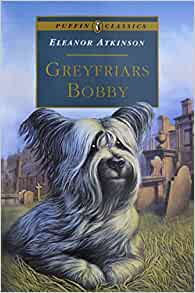 PUFFIN CLASSICS
ELEANOR ATKINSON
GREYFRIARS
BOBBY